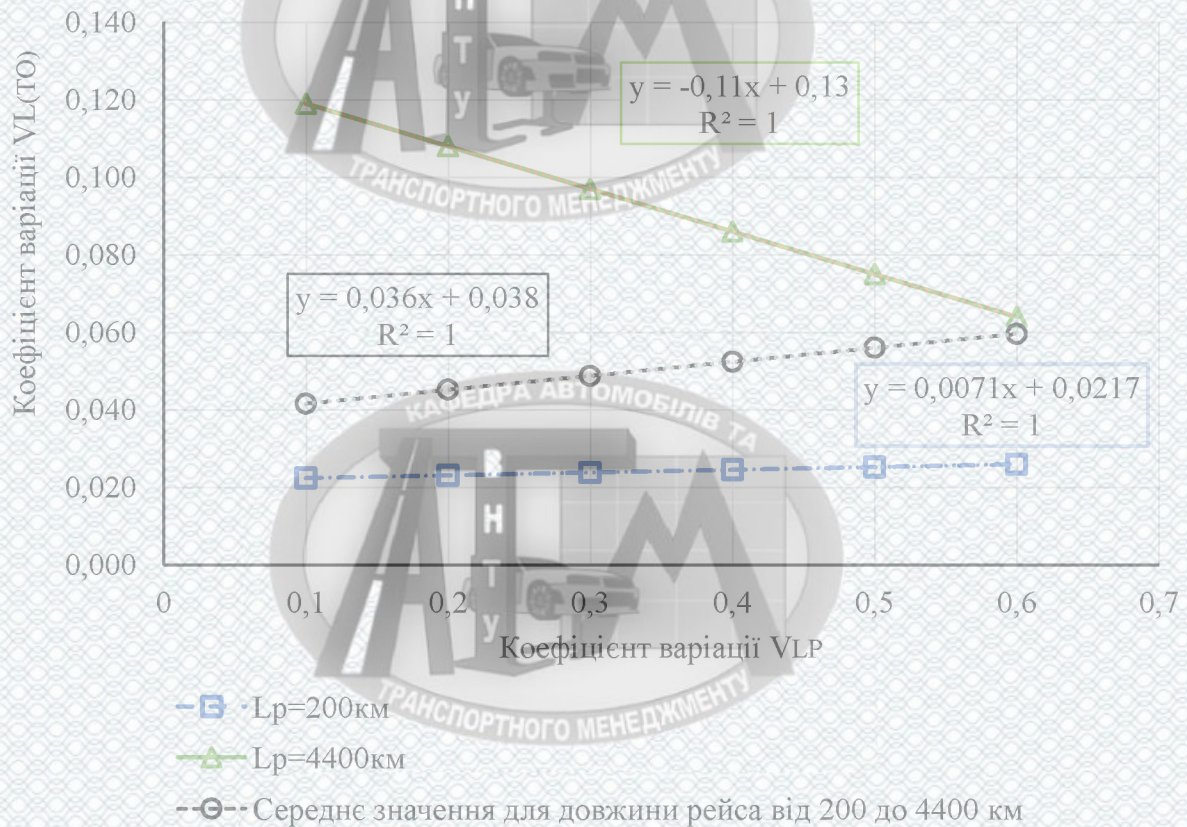 0,140
0,120
0,100
0,080
0,060
0,040
0,020
0,000
Коефіцієнт варіації VL(ТО)
ТРАНСПОРТНОГО МЕНЕДЖМЕНТУ
Н
Т
У
y = -0,11x + 0,13
R² = 1
y = 0,036x + 0,038
R² = 1
y = 0,0071x + 0,0217
R² = 1
КАФЕДРА АВТОМОБІЛІВ ТА
В
Н
Т
У
ТРАНСПОРТНОГО МЕНЕДЖМЕНТУ
0 0,1 0,2 0,3 0,4 0,5 0,6 0,7
Коефіцієнт варіації VLP
Lp=200км
Lp=4400км
Середнє значення для довжини рейса від 200 до 4400 км